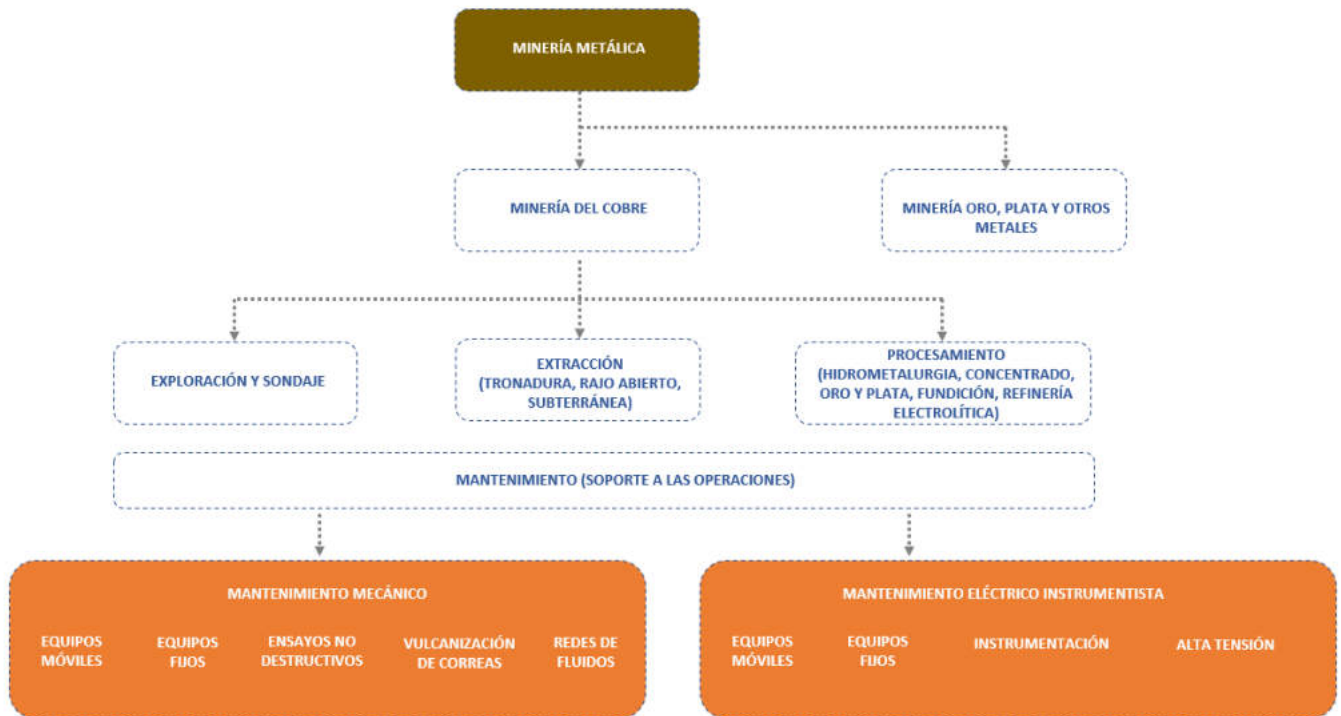 MINERÍA METÁLICA
MINERÍA DEL COBRE
MINERÍA ORO, PLATA Y OTROS
METALES
EXPLORACIÓN Y SONDAJE
EXTRACCIÓN
(TRONADURA, RAJO ABIERTO,
SUBTERRÁNEA)
PROCESAMIENTO
(HIDROMETALURGIA, CONCENTRADO,
ORO Y PLATA, FUNDICIÓN, REFINERÍA
ELECTROLÍTICA)
MANTENIMIENTO (SOPORTE A LAS OPERACIONES)
MANTENIMIENTO MECÁNICO
EQUIPOS
MÓVILES
EQUIPOS
FIJOS
ENSAYOS NO
DESTRUCTIVOS
VULCANIZACIÓN
DE CORREAS
REDES DE
FLUIDOS
MANTENIMIENTO ELÉCTRICO INSTRUMENTISTA
EQUIPOS
MÓVILES
EQUIPOS
FIJOS
INSTRUMENTACIÓN
ALTA TENSIÓN